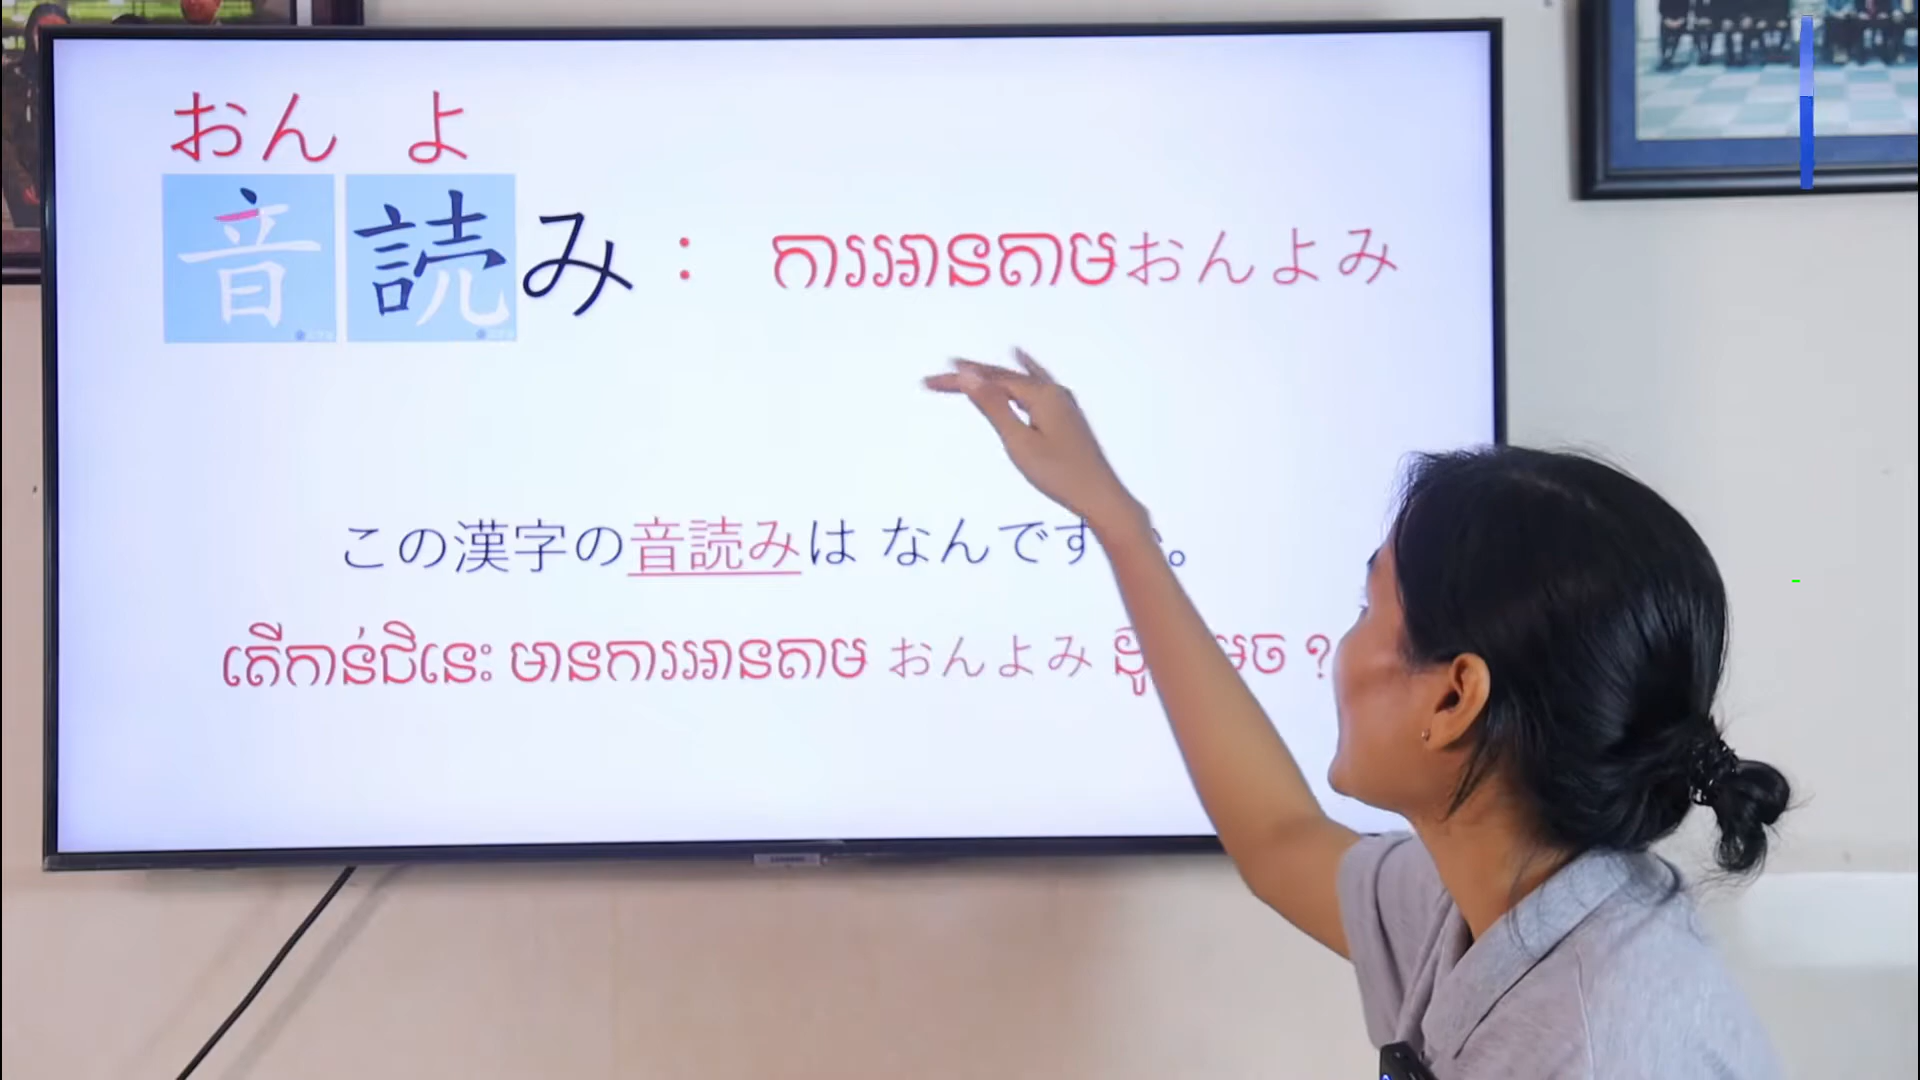 おん よ
音読み : ការអានតាមおんよみ
この漢字の音読みは なんです。
តើកាន់ជិនេះ មានការអានតាម おんよみ ?